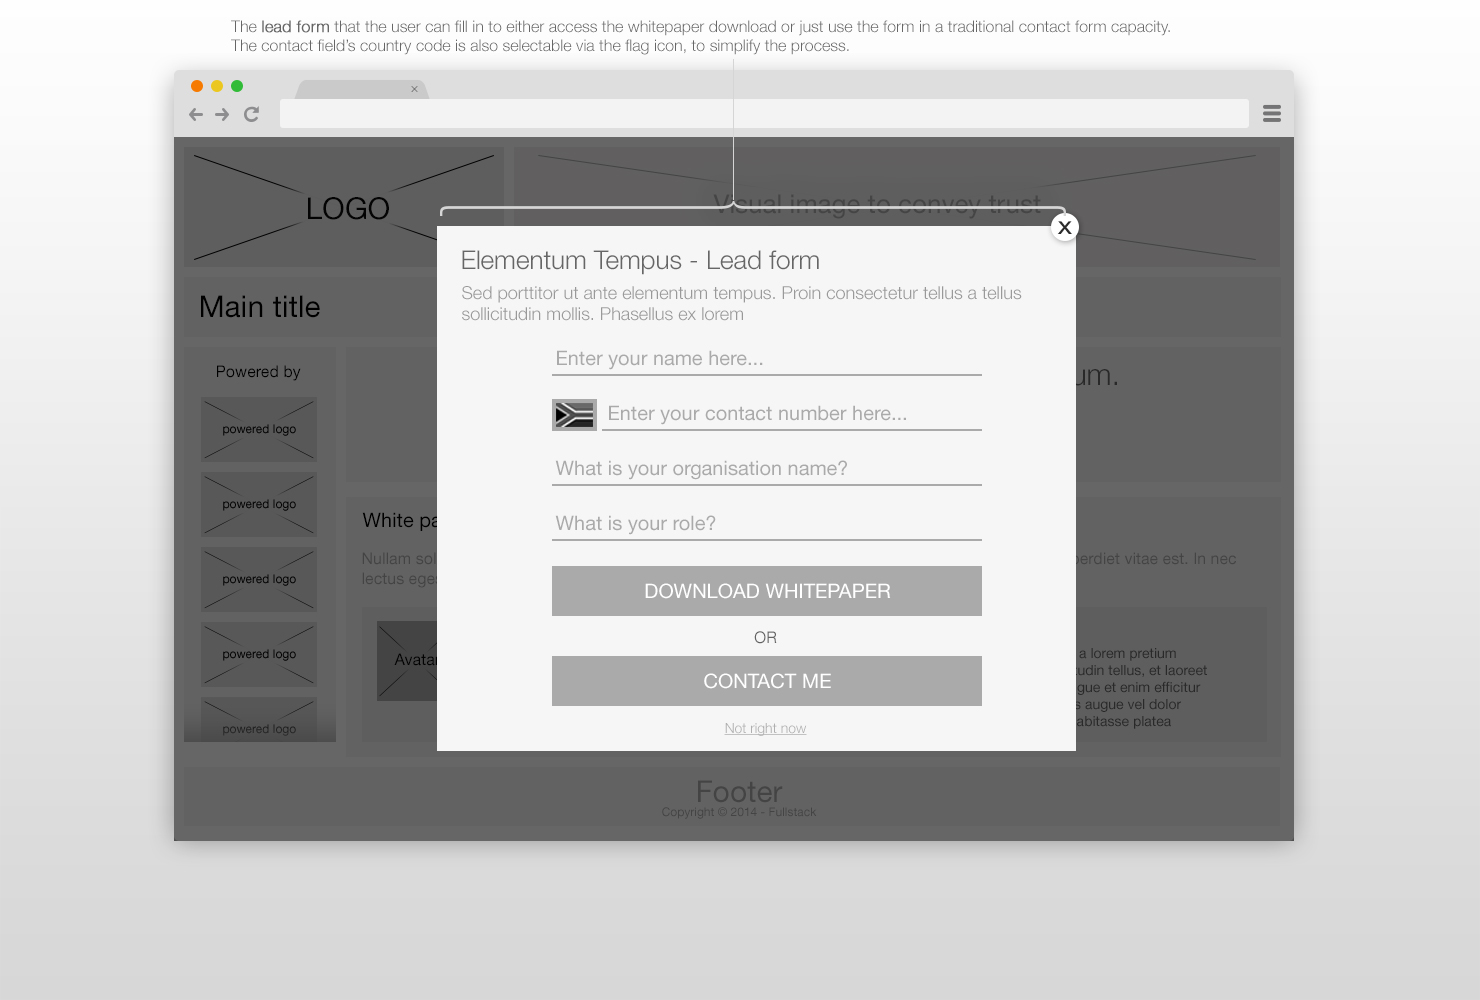 The lead form that the user can fill in to either access the whitepaper download or just use the form in a traditional contact form capacity.
The contact field's country code is also selectable via the flag icon, to simplify the process.
LOGO
Visual image to convey trust
X
Main title
Elementum Tempus - Lead form
Sed porttitor ut ante elementum tempus. Proin consectetur tellus a tellus
sollicitudin mollis. Phasellus ex lorem
Enter your name here...
Enter your contact number here...
What is your organisation name?
What is your role?
DOWNLOAD WHITEPAPER
OR
CONTACT ME
Not right now
Powered by
powered logo
powered logo
powered logo
powered logo
powered logo
um.
White pa
Nullam sol
perdiet vitae est. In nec
lectus eges
Avatar
a lorem pretium
tudin tellus, et laoreet
gue et enim efficitur
s augue vel dolor
abitasse platea
Footer
Copyright © 2014 - Fullstack